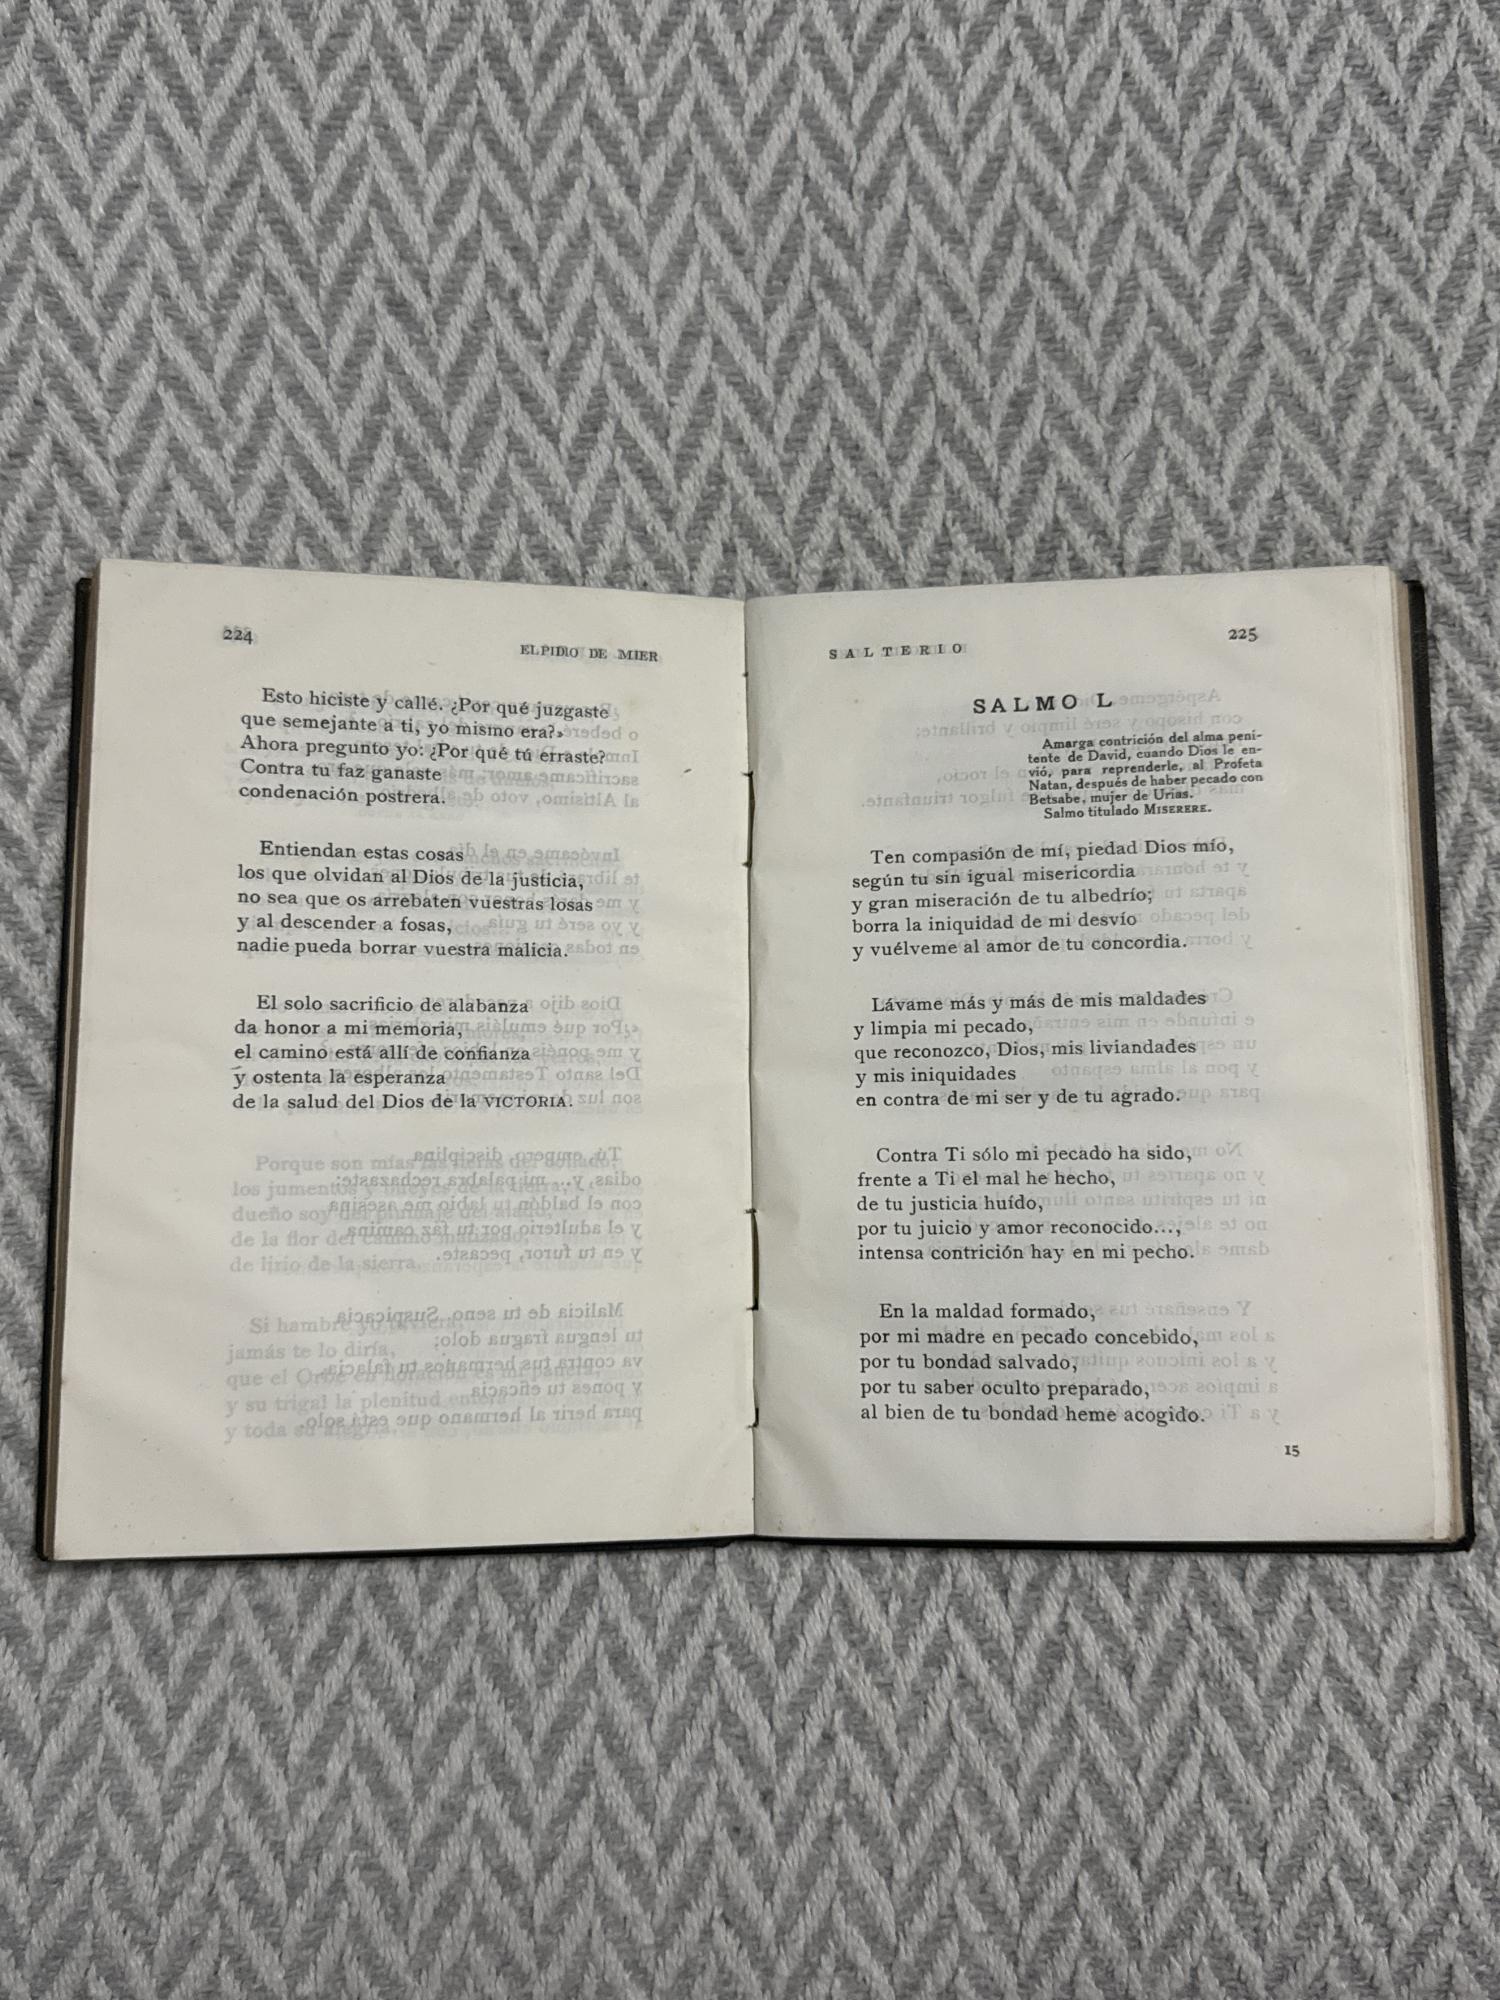 224
ELPIDIO DE MIER
Esto hiciste y callé. ¿Por qué juzgaste
que semejante a ti, yo mismo era?»
Ahora pregunto yo: ¿Por qué tú erraste?
Contra tu faz ganaste
condenación postrera.
Entiendan estas cosas
los que olvidan al Dios de la justicia,
no sea que os arrebaten vuestras losas
y al descender a fosas,
nadie pueda borrar vuestra malicia.
El solo sacrificio de alabanza
da honor a mi memoria,
el camino está allí de confianza
y ostenta la esperanza
de la salud del Dios de la VICTORIA.
SALTERIO
225
SALMO L
Amarga contrición del alma peni-
tente de David, cuando Dios le en-
vió, para reprenderle, al Profeta
Natan, después de haber pecado con
Betsabe, mujer de Urias.
Salmo titulado MISERERE.
Ten compasión de mí, piedad Dios mío,
según tu sin igual misericordia
y gran miseración de tu albedrío;
borra la iniquidad de mi desvío
y vuélveme al amor de tu concordia.
Lávame más y más de mis maldades
y limpia mi pecado,
que reconozco, Dios, mis liviandades
y mis iniquidades
en contra de mi ser y de tu agrado.
Contra Ti sólo mi pecado ha sido,
frente a Ti el mal he hecho,
de tu justicia huído,
por tu juicio y amor reconocido...,
intensa contrición hay en mi pecho.
En la maldad formado,
por mi madre en pecado concebido,
por tu bondad salvado,
por tu saber oculto preparado,
al bien de tu bondad heme acogido.
15